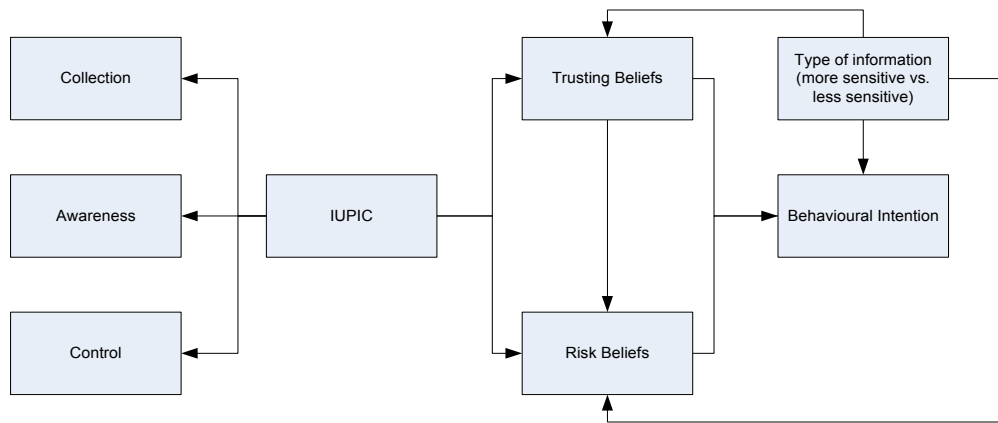 Collection
Awareness
Control
IUPIC
Trusting Beliefs
Risk Beliefs
Type of information
(more sensitive vs.
less sensitive)
Behavioural Intention